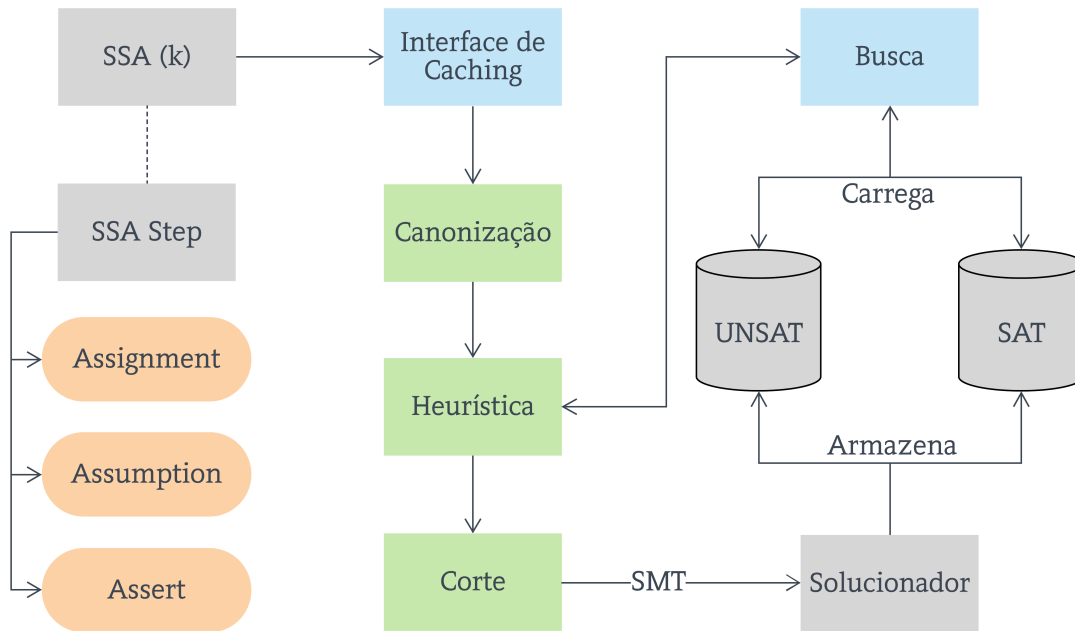 SSA (k)
Interface de
Caching
Busca
SSA Step
Canonização
Carrega
UNSAT
SAT
Assignment
Heurística
Assumption
Armazena
Assert
Corte
SMT
Solucionador